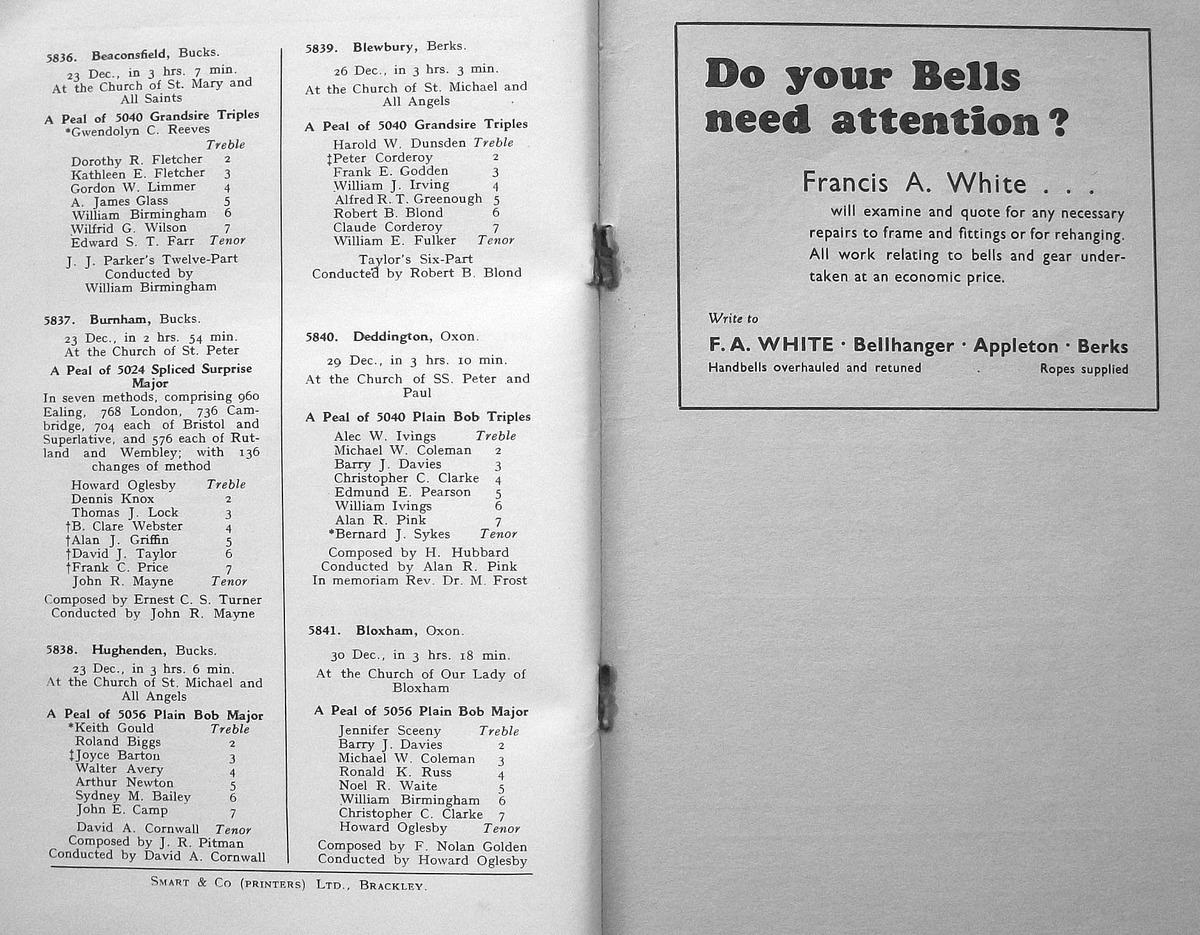 5836. Beaconsfield, Bucks.
23 Dec., in 3 hrs. 7 min.
At the Church of St. Mary and
All Saints
A Peal of 5040 Grandsire Triples
*Gwendolyn C. Reeves
Treble
Dorothy R. Fletcher 2
Kathleen E. Fletcher 3
Gordon W. Limmer 4
A. James Glass 5
William Birmingham 6
Wilfrid G. Wilson 7
Edward S. T. Farr Tenor
J. J. Parker's Twelve-Part
Conducted by
William Birmingham
5837. Burnham, Bucks.
23 Dec., in 2 hrs. 54 min.
At the Church of St. Peter
A Peal of 5024 Spliced Surprise
Major
In seven methods, comprising 960
Ealing, 768 London, 736 Cam-
bridge, 704 each of Bristol and
Superlative, and 576 each of Rut-
land and Wembley; with 136
changes of method
Howard Oglesby Treble
Dennis Knox 2
Thomas J. Lock 3
†B. Clare Webster 4
†Alan J. Griffin 5
†David J. Taylor 6
†Frank C. Price 7
John R. Mayne Tenor
Composed by Ernest C. S. Turner
Conducted by John R. Mayne
5838. Hughenden, Bucks.
23 Dec., in 3 hrs. 6 min.
At the Church of St. Michael and
All Angels
A Peal of 5056 Plain Bob Major
*Keith Gould Treble
Roland Biggs 2
‡Joyce Barton 3
Walter Avery 4
Arthur Newton 5
Sydney M. Bailey 6
John E. Camp 7
David A. Cornwall Tenor
Composed by J. R. Pitman
Conducted by David A. Cornwall
5839. Blewbury, Berks.
26 Dec., in 3 hrs. 3 min.
At the Church of St. Michael and
All Angels
A Peal of 5040 Grandsire Triples
Harold W. Dunsden Treble
‡Peter Corderoy 2
Frank E. Godden 3
William J. Irving 4
Alfred R. T. Greenough 5
Robert B. Blond 6
Claude Corderoy 7
William E. Fulker Tenor
Taylor's Six-Part
Conducted by Robert B. Blond
5840. Deddington, Oxon.
29 Dec., in 3 hrs. 10 min.
At the Church of SS. Peter and
Paul
A Peal of 5040 Plain Bob Triples
Alec W. Ivings Treble
Michael W. Coleman 2
Barry J. Davies 3
Christopher C. Clarke 4
Edmund E. Pearson 5
William Ivings 6
Alan R. Pink 7
*Bernard J. Sykes Tenor
Composed by H. Hubbard
Conducted by Alan R. Pink
In memoriam Rev. Dr. M. Frost
5841. Bloxham, Oxon.
30 Dec., in 3 hrs. 18 min.
At the Church of Our Lady of
Bloxham
A Peal of 5056 Plain Bob Major
Jennifer Sceeny Treble
Barry J. Davies 2
Michael W. Coleman 3
Ronald K. Russ 4
Noel R. Waite 5
William Birmingham 6
Christopher C. Clarke 7
Howard Oglesby Tenor
Composed by F. Nolan Golden
Conducted by Howard Oglesby
Smart & Co (printers) Ltd., Brackley.
Do your Bells
need attention?
Francis A. White . . .
will examine and quote for any necessary
repairs to frame and fittings or for rehanging.
All work relating to bells and gear under-
taken at an economic price.
Write to
F. A. WHITE · Bellhanger · Appleton · Berks
Handbells overhauled and retuned Ropes supplied